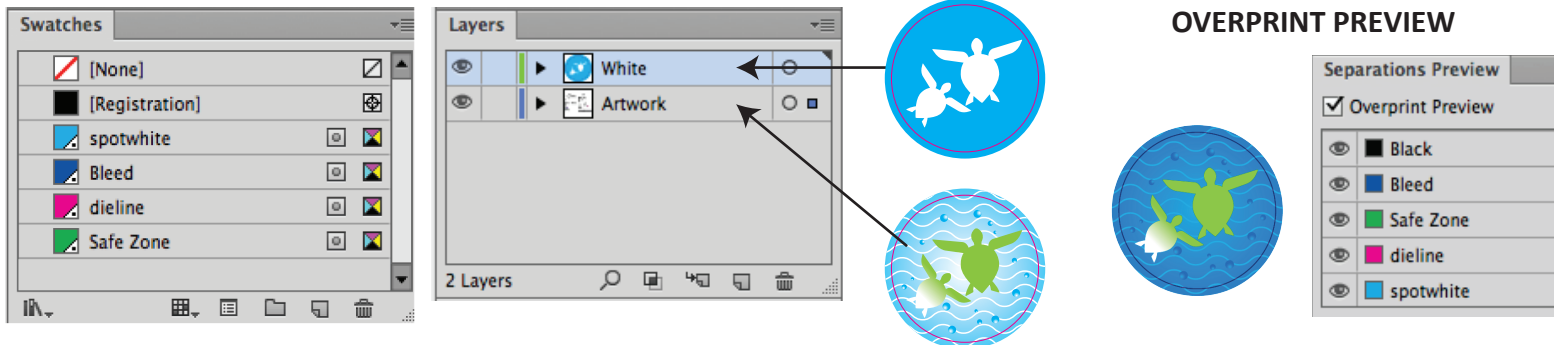 Swatches
[None]
[Registration]
spotwhite
Bleed
dieline
Safe Zone
Layers
White
Artwork
2 Layers
OVERPRINT PREVIEW
Separations Preview
Overprint Preview
Black
Bleed
Safe Zone
dieline
spotwhite